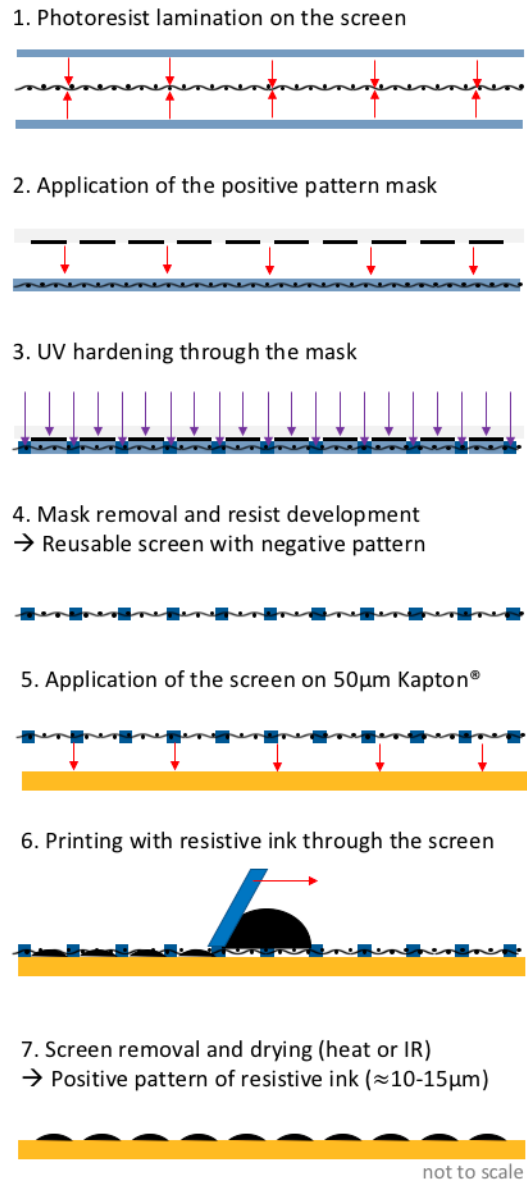 1. Photoresist lamination on the screen
2. Application of the positive pattern mask
3. UV hardening through the mask
4. Mask removal and resist development
→ Reusable screen with negative pattern
5. Application of the screen on 50μm Kapton®
6. Printing with resistive ink through the screen
7. Screen removal and drying (heat or IR)
→ Positive pattern of resistive ink (≈10-15μm)
not to scale